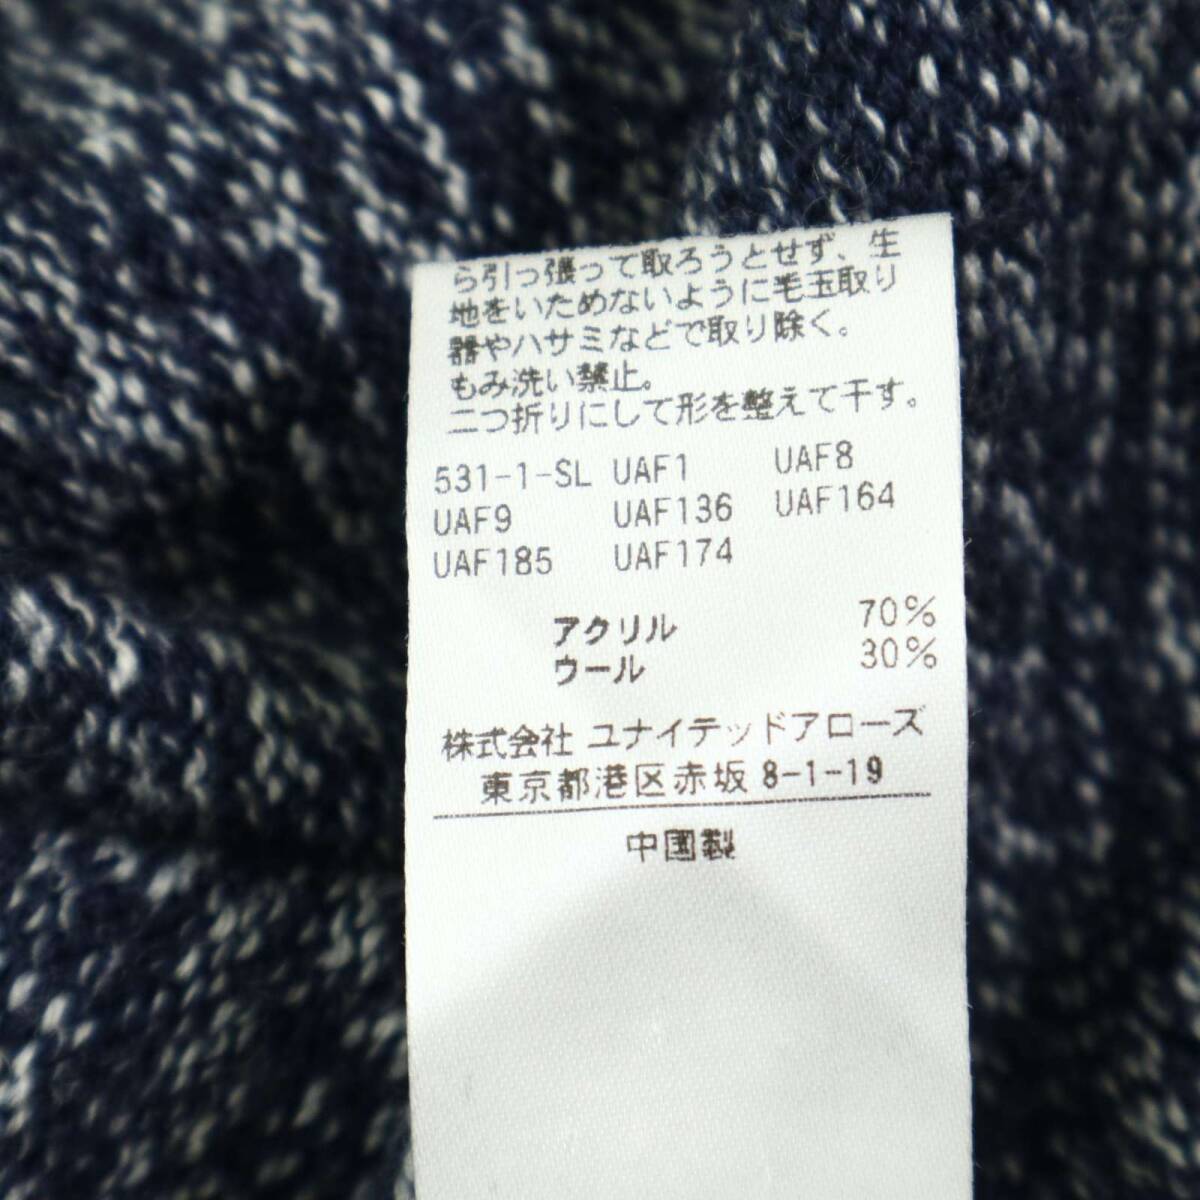 ら引っ張って取ろうとせず、生
地をいためないように毛玉取り
器やハサミなどで取り除く。
もみ洗い禁止。
二つ折りにして形を整えて干す。
531-1-SL UAF1 UAF8
UAF9 UAF136 UAF164
UAF185 UAF174
アクリル 70%
ウール 30%
株式会社 ユナイテッドアローズ
東京都港区赤坂 8-1-19
中国製